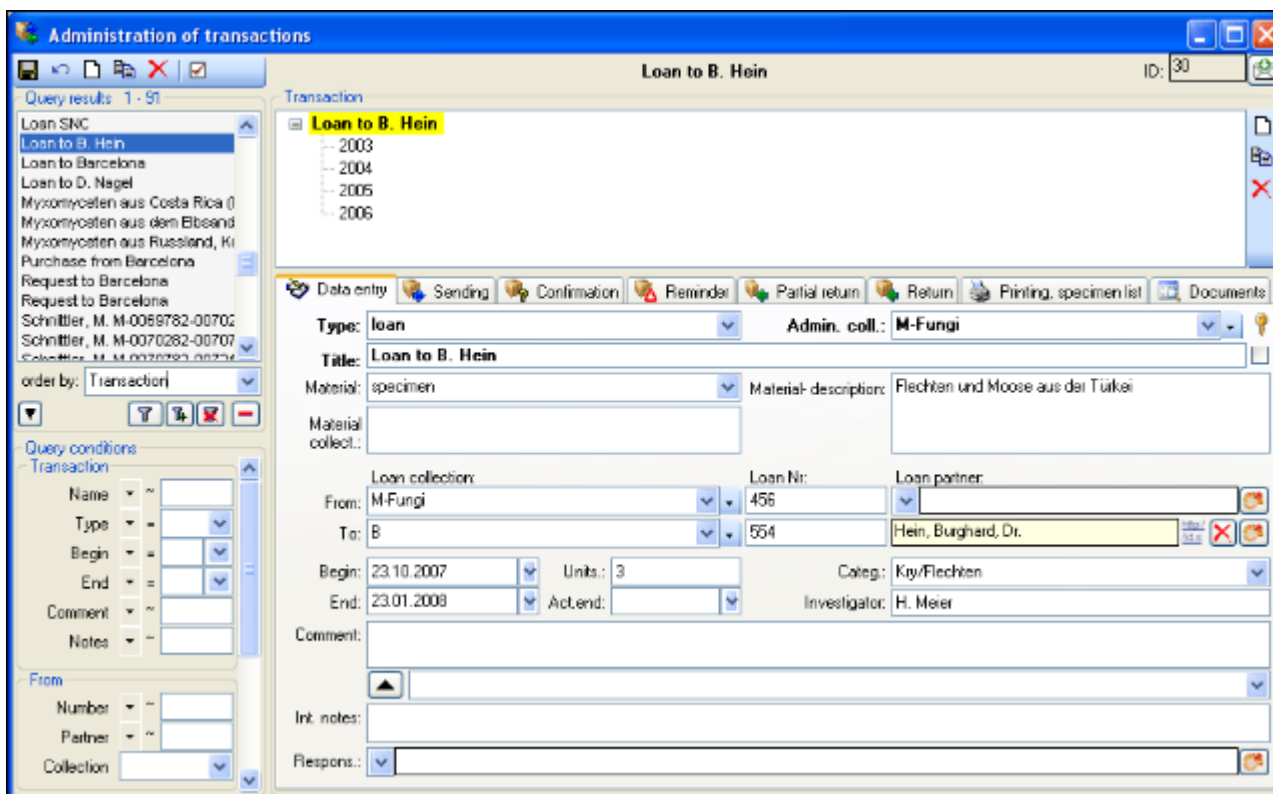 Administration of transactions
Loan to B. Hein
ID: 30
Query results 1 - 91
Loan SNC
Loan to B. Hein
Loan to Barcelona
Loan to D. Nagel
Myxomyceten aus Costa Rica (
Myxomyceten aus dem Elbsand
Myxomyceten aus Russland,
Purchase from Barcelona
Request to Barcelona
Request to Barcelona
Schnittler, M. M-0069782-00702
Schnittler, M. M-0070282-00707
order by: Transaction
Query conditions
Transaction
Name ~
Type =
Begin =
End =
Comment ~
Notes ~
From
Number ~
Partner ~
Collection
Transaction
Loan to B. Hein
2003
2004
2005
2006
Data entry Sending Confirmation Reminder Partial return Return Printing, specimen list Documents
Type: loan Admin. coll.: M-Fungi
Title: Loan to B. Hein
Material: specimen Material- description: Flechten und Moose aus der Türkei
Material
collect.:
Loan collection: Loan Nr.: Loan partner:
From: M-Fungi 456
To: B 554 Hein, Burghard, Dr.
Begin: 23.10.2007 Units.: 3 Categ.: Kry/Flechten
End: 23.01.2008 Act.end: Investigator: H. Meier
Comment:
Int. notes:
Respons.: